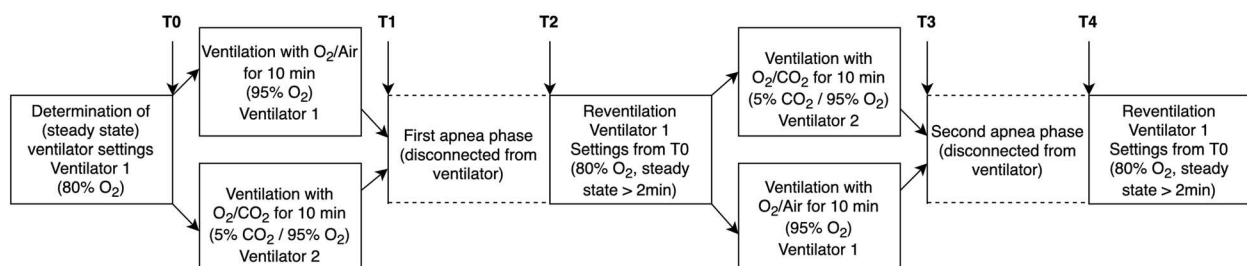 T0
T1
T2
T3
T4
Determination of
(steady state)
ventilator settings
Ventilator 1
(80% O₂)
Ventilation with O₂/Air
for 10 min
(95% O₂)
Ventilator 1
Ventilation with
O₂/CO₂ for 10 min
(5% CO₂ / 95% O₂)
Ventilator 2
First apnea phase
(disconnected from
ventilator)
Reventilation
Ventilator 1
Settings from T0
(80% O₂, steady
state > 2min)
Ventilation with
O₂/CO₂ for 10 min
(5% CO₂ / 95% O₂)
Ventilator 2
Ventilation with
O₂/Air for 10 min
(95% O₂)
Ventilator 1
Second apnea phase
(disconnected from
ventilator)
Reventilation
Ventilator 1
Settings from T0
(80% O₂, steady
state > 2min)